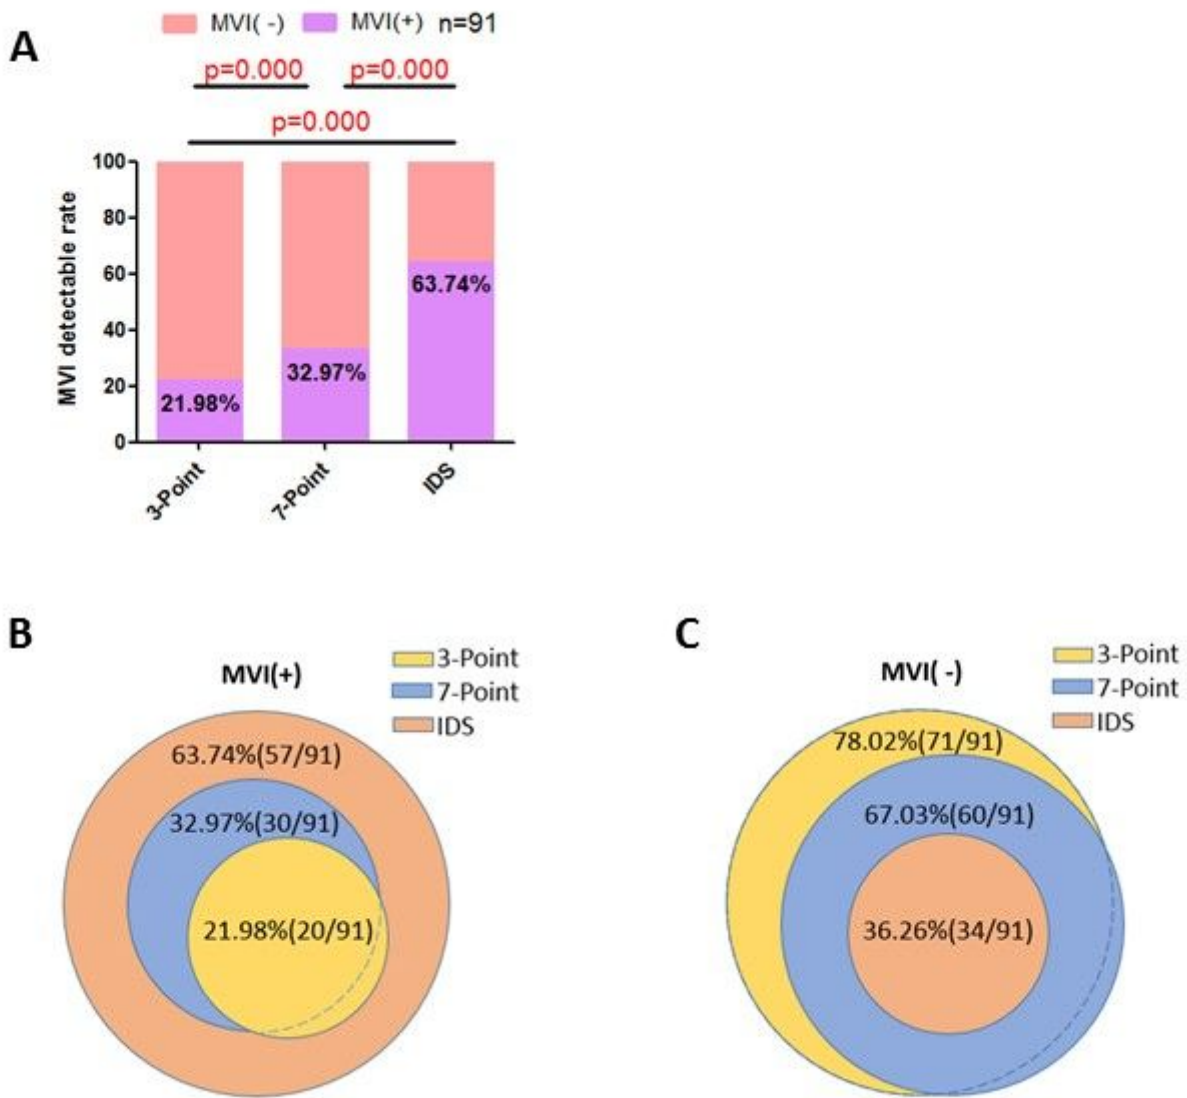 A
MVI( -) MVI(+) n=91
p=0.000 p=0.000
p=0.000
MVI detectable rate
100
80
60
40
20
0
63.74%
32.97%
21.98%
3-Point
7-Point
IDS
B
MVI(+)
3-Point
7-Point
IDS
63.74%(57/91)
32.97%(30/91)
21.98%(20/91)
C
MVI( -)
3-Point
7-Point
IDS
78.02%(71/91)
67.03%(60/91)
36.26%(34/91)